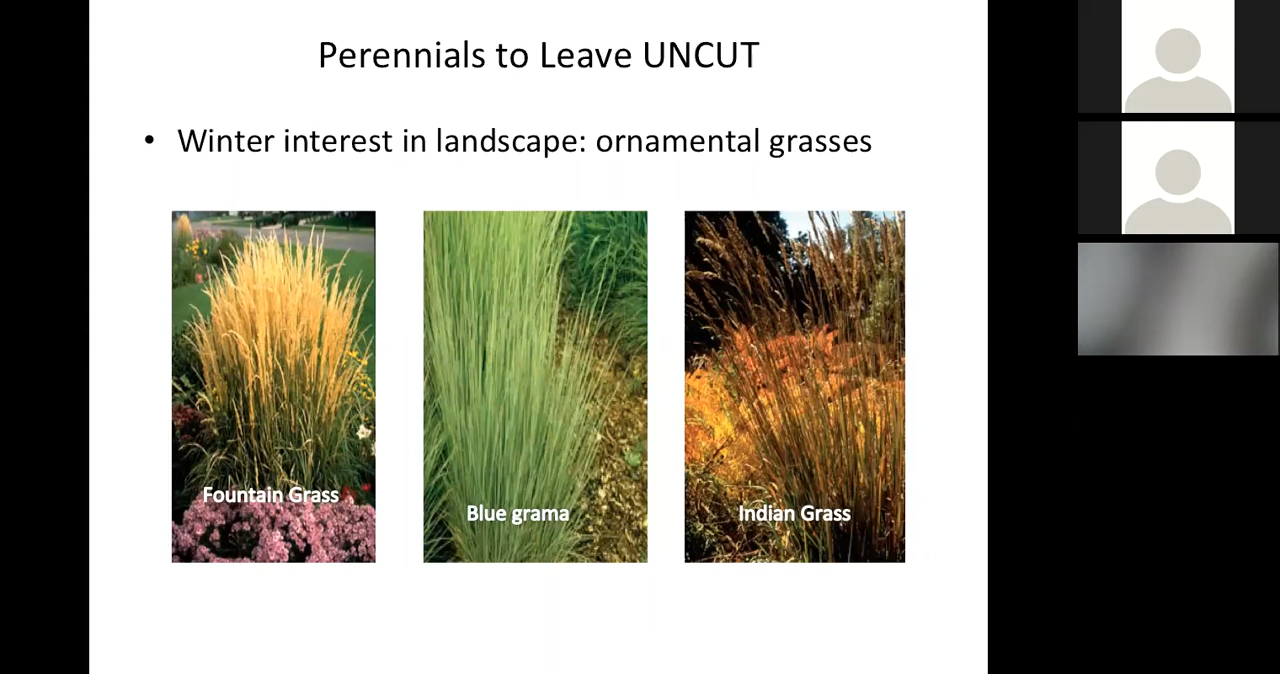 Perennials to Leave UNCUT
• Winter interest in landscape: ornamental grasses
Fountain Grass
Blue grama
Indian Grass